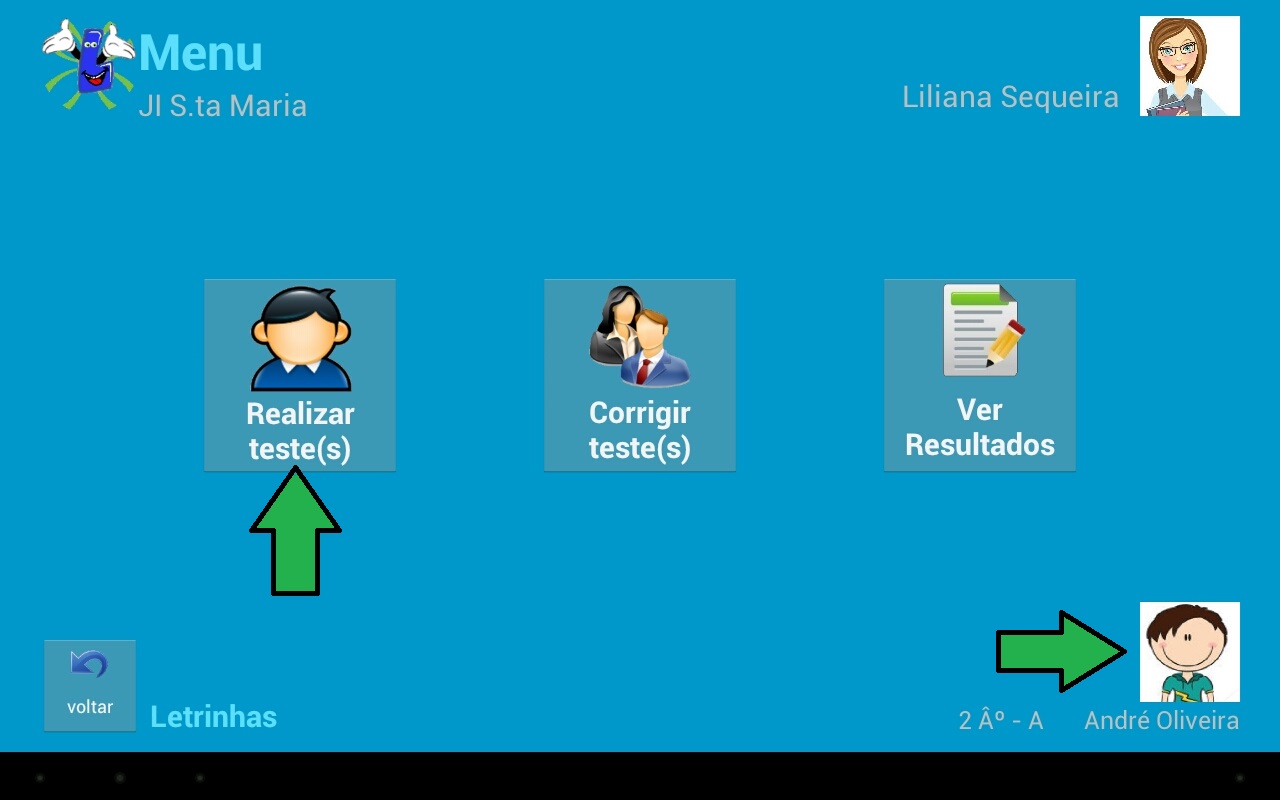 Menu
JI S.ta Maria
Liliana Sequeira
Realizar
teste(s)
Corrigir
teste(s)
Ver
Resultados
voltar
Letrinhas
2 Âº - A
André Oliveira